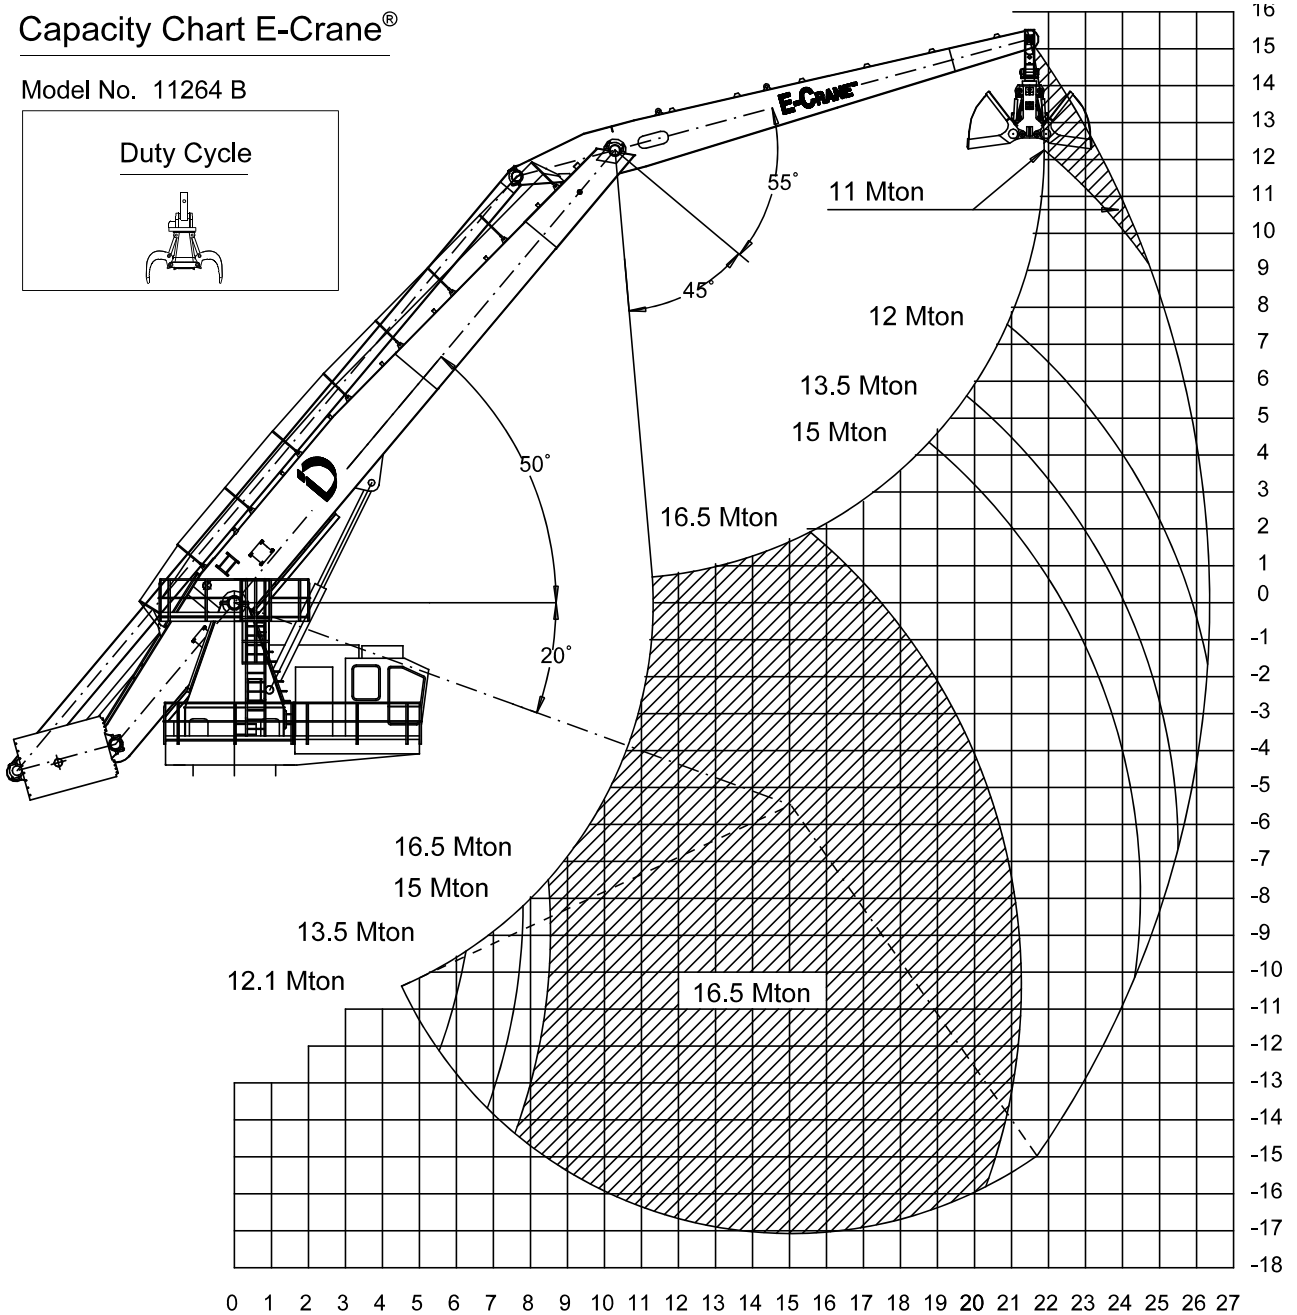 Capacity Chart E-Crane®
Model No. 11264 B
Duty Cycle
E-CRANE™
55°
45°
50°
20°
11 Mton
12 Mton
13.5 Mton
15 Mton
16.5 Mton
16.5 Mton
15 Mton
13.5 Mton
12.1 Mton
16.5 Mton
16
15
14
13
12
11
10
9
8
7
6
5
4
3
2
1
0
-1
-2
-3
-4
-5
-6
-7
-8
-9
-10
-11
-12
-13
-14
-15
-16
-17
-18
0 1 2 3 4 5 6 7 8 9 10 11 12 13 14 15 16 17 18 19 20 21 22 23 24 25 26 27